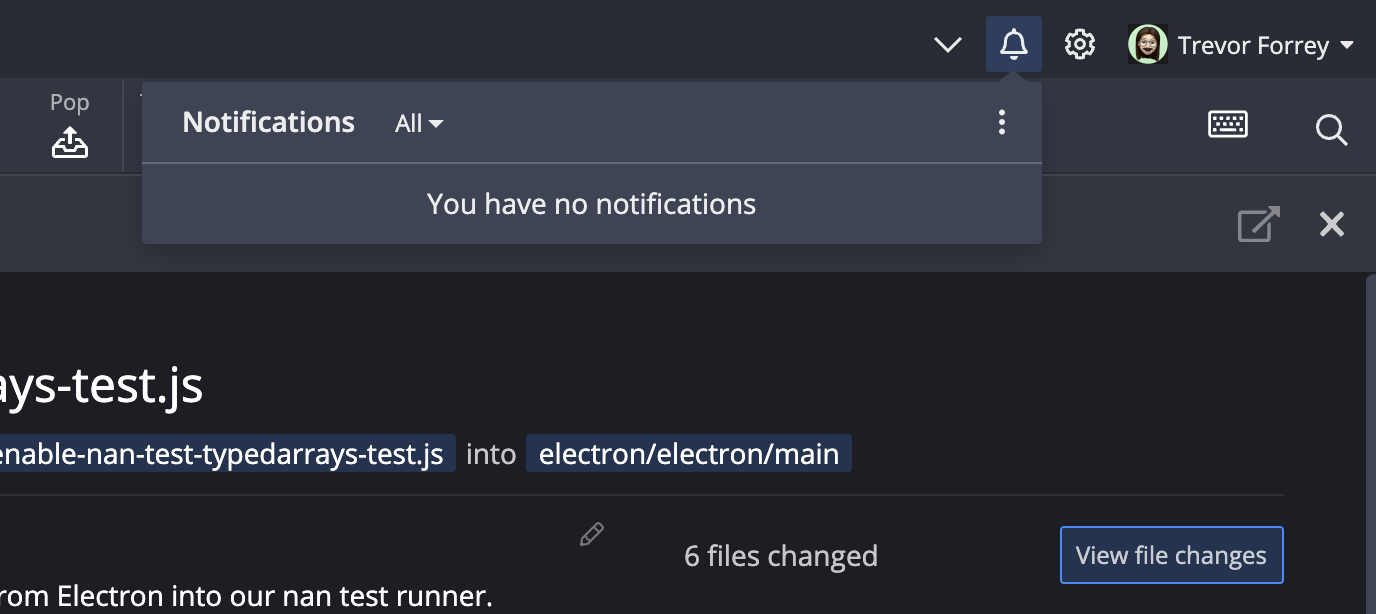 Trevor Forrey
Pop
Notifications All
You have no notifications
ays-test.js
enable-nan-test-typedarrays-test.js into electron/electron/main
6 files changed View file changes
rom Electron into our nan test runner.